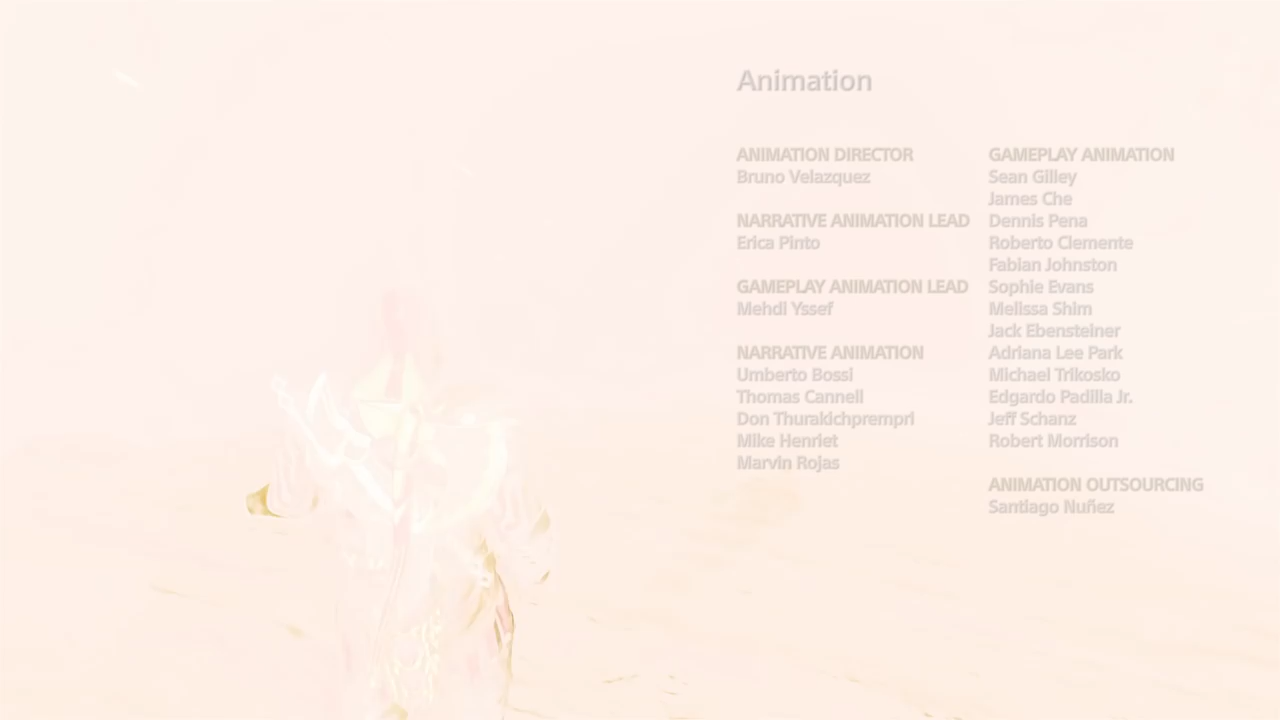 Animation
ANIMATION DIRECTOR
Bruno Velazquez
NARRATIVE ANIMATION LEAD
Erica Pinto
GAMEPLAY ANIMATION LEAD
Mehdi Yssef
NARRATIVE ANIMATION
Umberto Bossi
Thomas Cannell
Don Thurakichprempri
Mike Henriet
Marvin Rojas
GAMEPLAY ANIMATION
Sean Gilley
James Che
Dennis Pena
Roberto Clemente
Fabian Johnston
Sophie Evans
Melissa Shim
Jack Ebensteiner
Adriana Lee Park
Michael Trikosko
Edgardo Padilla Jr.
Jeff Schanz
Robert Morrison
ANIMATION OUTSOURCING
Santiago Nuñez